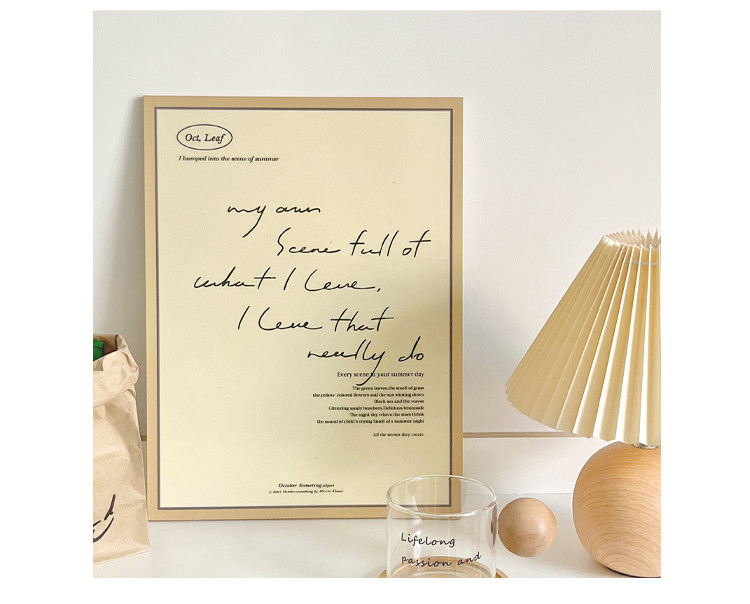 Oct, Leaf
I bumped into the scene of summer
my own
Scene full of
what I Love,
I Love that
really do
Every scene in your summer day
The green leaves, the smell of grass
the yellow-colored flowers and the sun shining down
Black sea and the waves
Glittering sandy beaches, Delicious lemonade
The night sky where the stars
the sound of child's crying Smell of a summer night
All the scenes they create.
October
Lifelong
passion and